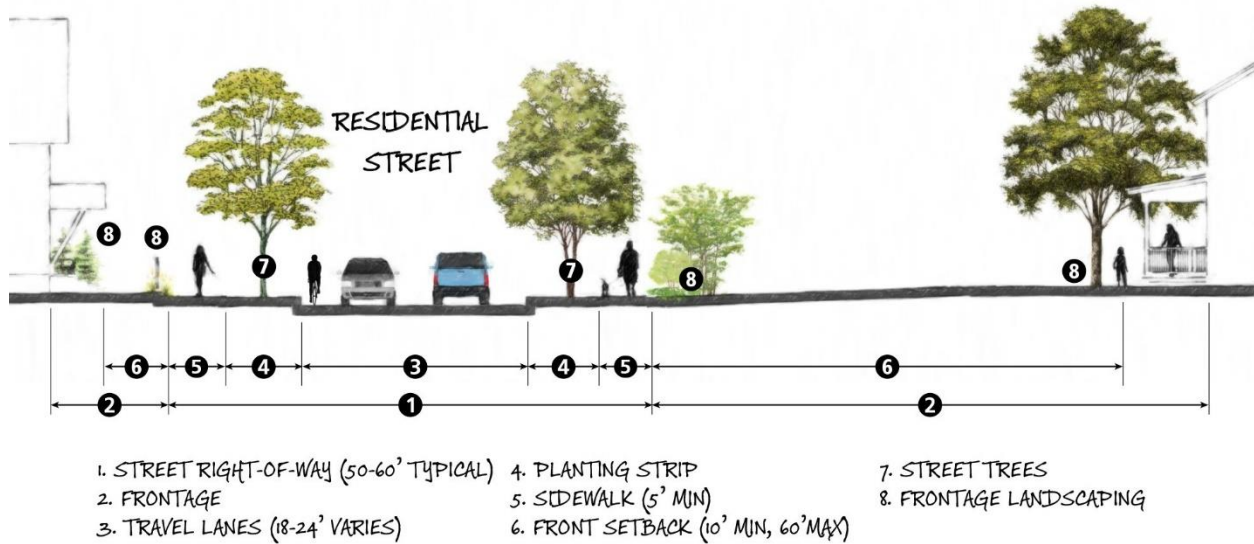 RESIDENTIAL
STREET
8
8
7
7
8
8
6
5
4
3
4
5
6
2
1
2
1. STREET RIGHT-OF-WAY (50-60' TYPICAL)
2. FRONTAGE
3. TRAVEL LANES (18-24' VARIES)
4. PLANTING STRIP
5. SIDEWALK (5' MIN)
6. FRONT SETBACK (10' MIN, 60'MAX)
7. STREET TREES
8. FRONTAGE LANDSCAPING